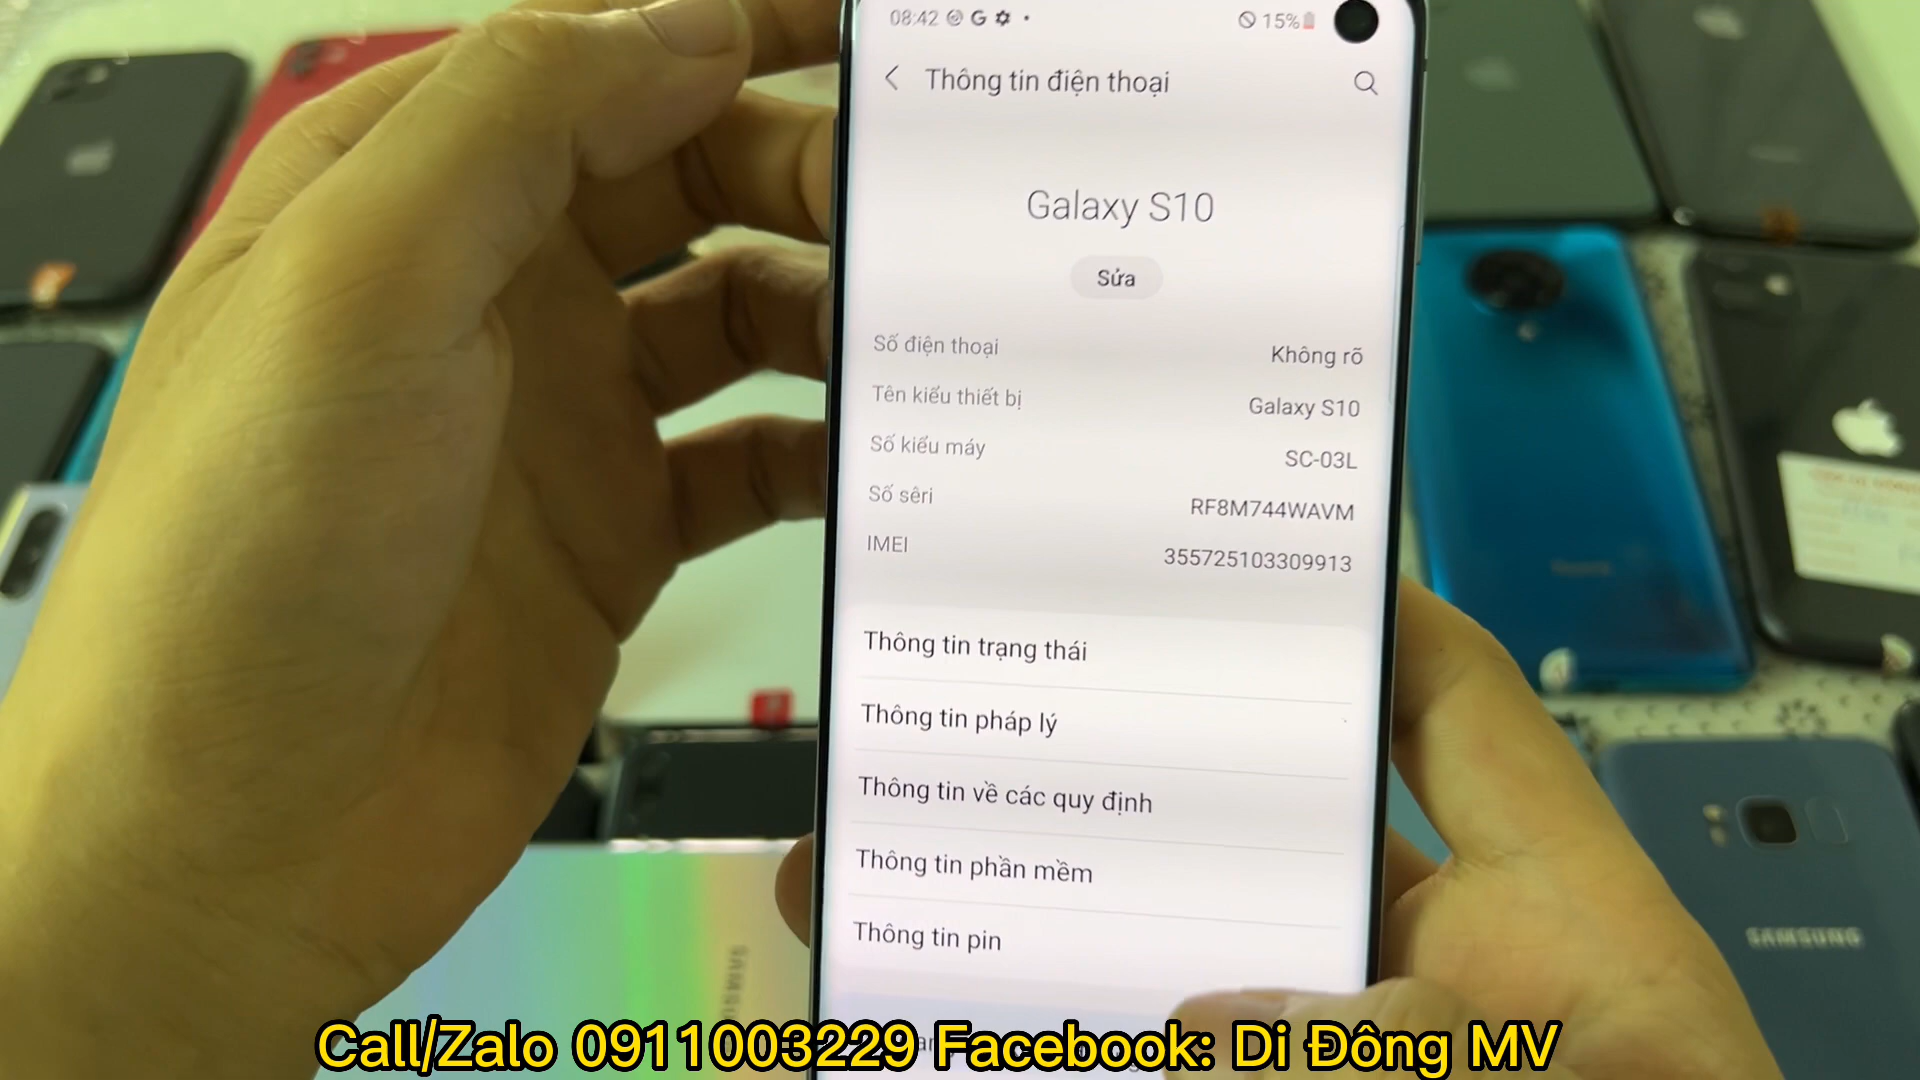 08:42 G 15%
Thông tin điện thoại
Galaxy S10
Sửa
Số điện thoại Không rõ
Tên kiểu thiết bị Galaxy S10
Số kiểu máy SC-03L
Số sêri RF8M744WAVM
IMEI 355725103309913
Thông tin trạng thái
Thông tin pháp lý
Thông tin về các quy định
Thông tin phần mềm
Thông tin pin
SAMSUNG
Call/Zalo 0911003229 Facebook: Di Đông MV